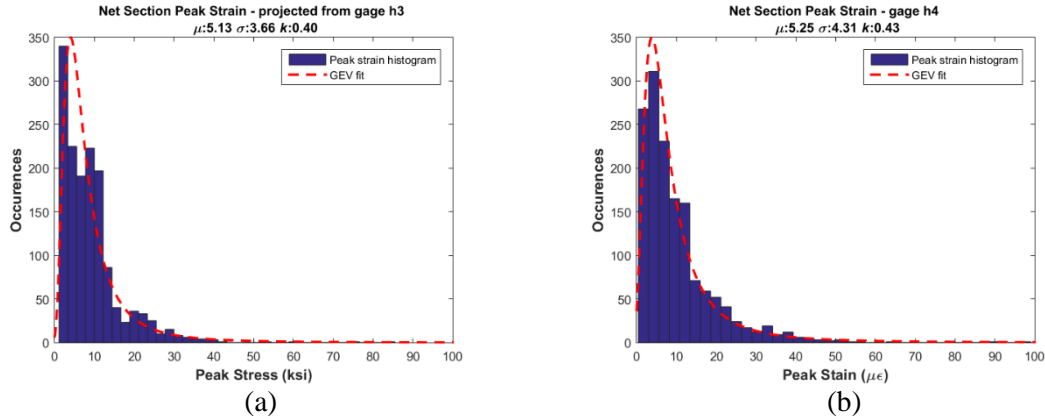 Net Section Peak Strain - projected from gage h3
μ:5.13 σ:3.66 k:0.40
350
300
250
200
150
100
50
0
Occurences
Peak strain histogram
GEV fit
0 10 20 30 40 50 60 70 80 90 100
Peak Stress (ksi)
(a)
Net Section Peak Strain - gage h4
μ:5.25 σ:4.31 k:0.43
350
300
250
200
150
100
50
0
Occurences
Peak strain histogram
GEV fit
0 10 20 30 40 50 60 70 80 90 100
Peak Stain (μϵ)
(b)